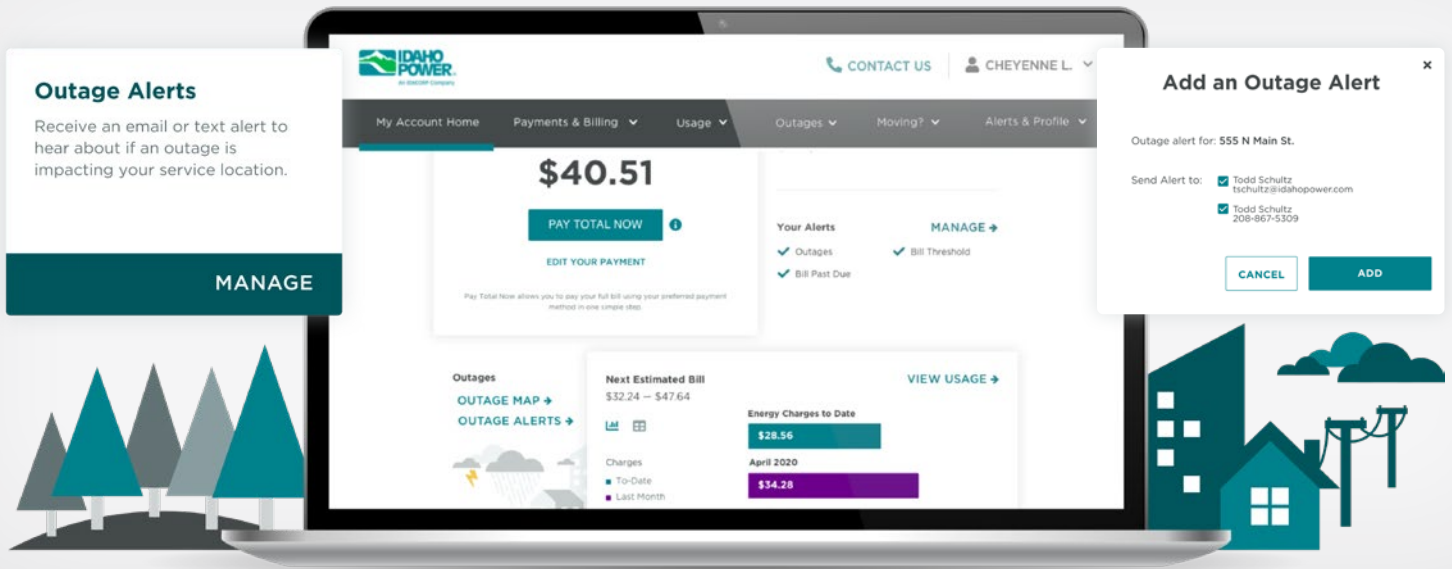 Outage Alerts
Receive an email or text alert to
hear about if an outage is
impacting your service location.
MANAGE
IDAHO
POWER
An IDACORP Company
CONTACT US
CHEYENNE L.
My Account Home
Payments & Billing
Usage
Outages
Moving?
Alerts & Profile
$40.51
PAY TOTAL NOW
EDIT YOUR PAYMENT
Pay Total Now allows you to pay your full bill using your preferred payment
method in one simple step
Your Alerts
MANAGE
Outages
Bill Threshold
Bill Past Due
Outages
OUTAGE MAP
OUTAGE ALERTS
Next Estimated Bill
$32.24 – $47.64
VIEW USAGE
Charges
To-Date
Last Month
Energy Charges to Date
$28.56
April 2020
$34.28
Add an Outage Alert
Outage alert for: 555 N Main St.
Send Alert to:
Todd Schultz
tschultz@idahopower.com
Todd Schultz
208-867-5309
CANCEL
ADD